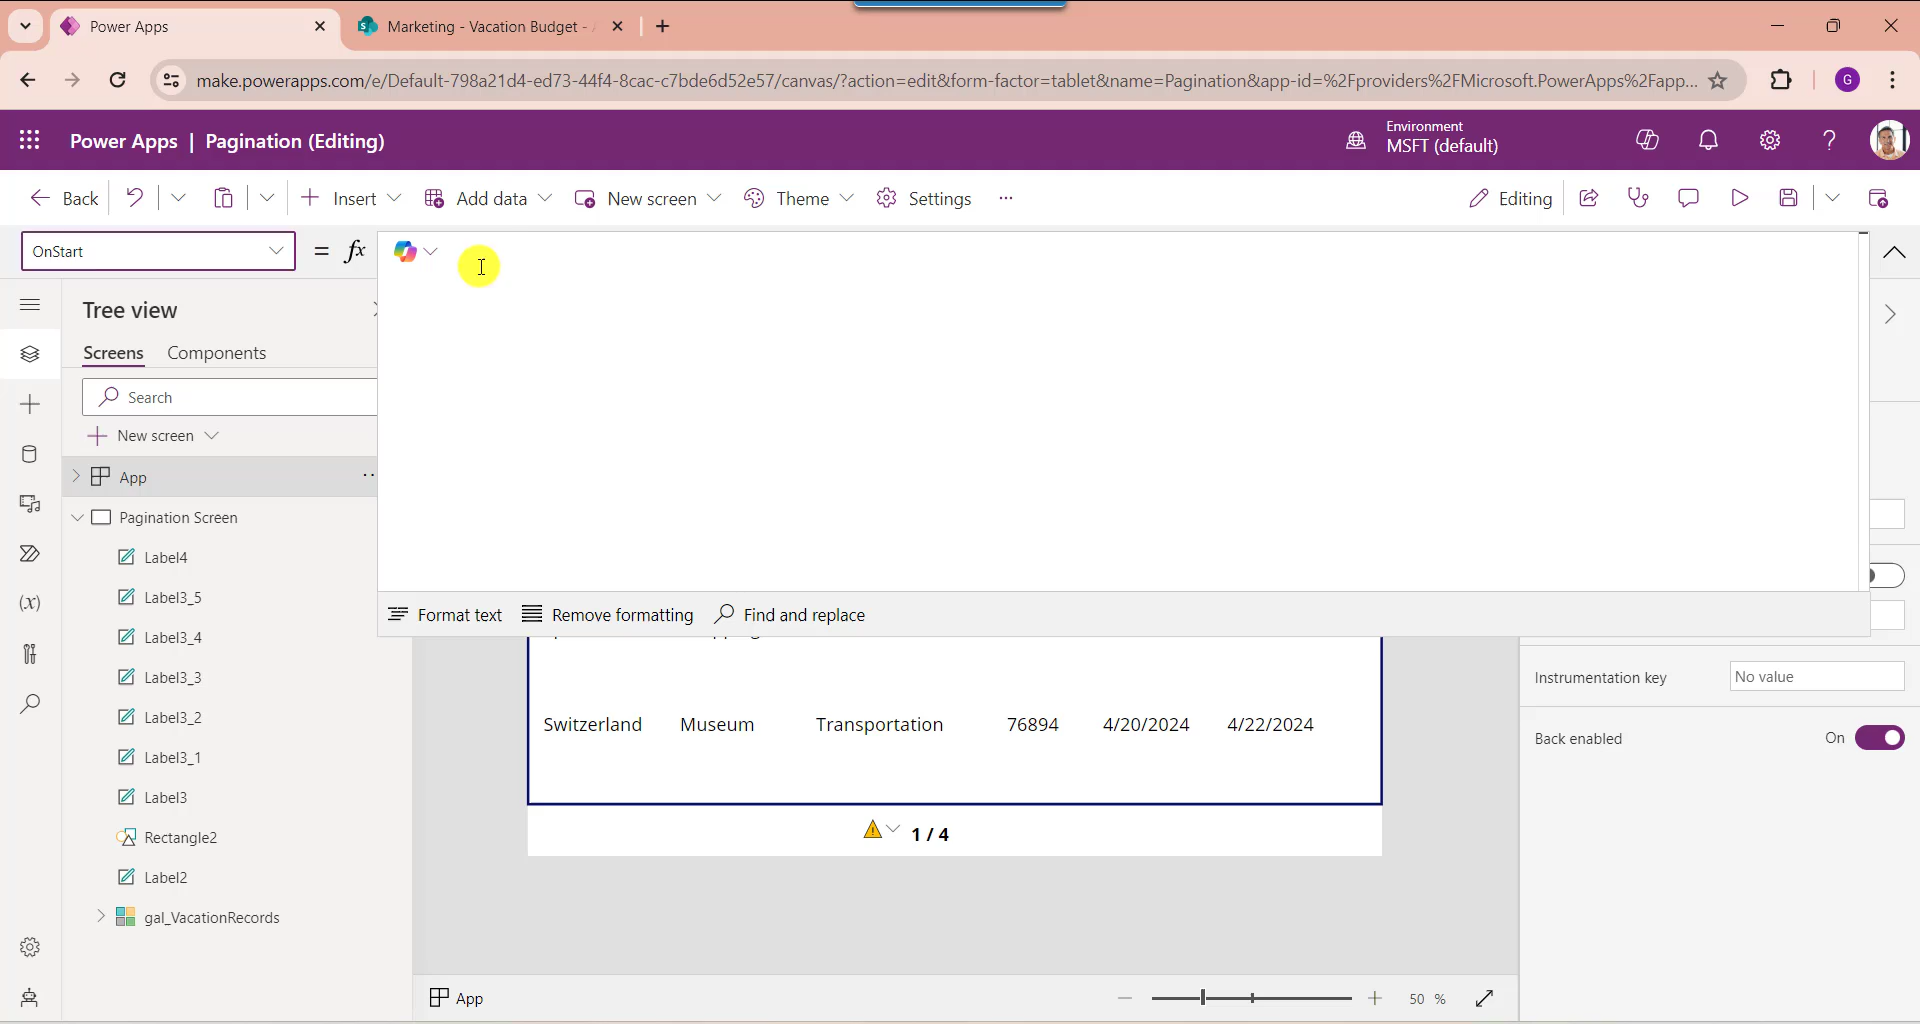 Power Apps
Marketing - Vacation Budget -
make.powerapps.com/e/Default-798a21d4-ed73-44f4-8cac-c7bde6d52e57/canvas/?action=edit&form-factor=tablet&name=Pagination&app-id=%2Fproviders%2FMicrosoft.PowerApps%2Fapp...
G
Power Apps | Pagination (Editing)
Environment
MSFT (default)
Back
Insert
Add data
New screen
Theme
Settings
Editing
OnStart
= fx
Tree view
Screens
Components
Search
New screen
App
Pagination Screen
Label4
Label3_5
Label3_4
Label3_3
Label3_2
Label3_1
Label3
Rectangle2
Label2
gal_VacationRecords
Format text
Remove formatting
Find and replace
Switzerland Museum Transportation 76894 4/20/2024 4/22/2024
1 / 4
Instrumentation key
No value
Back enabled
On
App
50 %